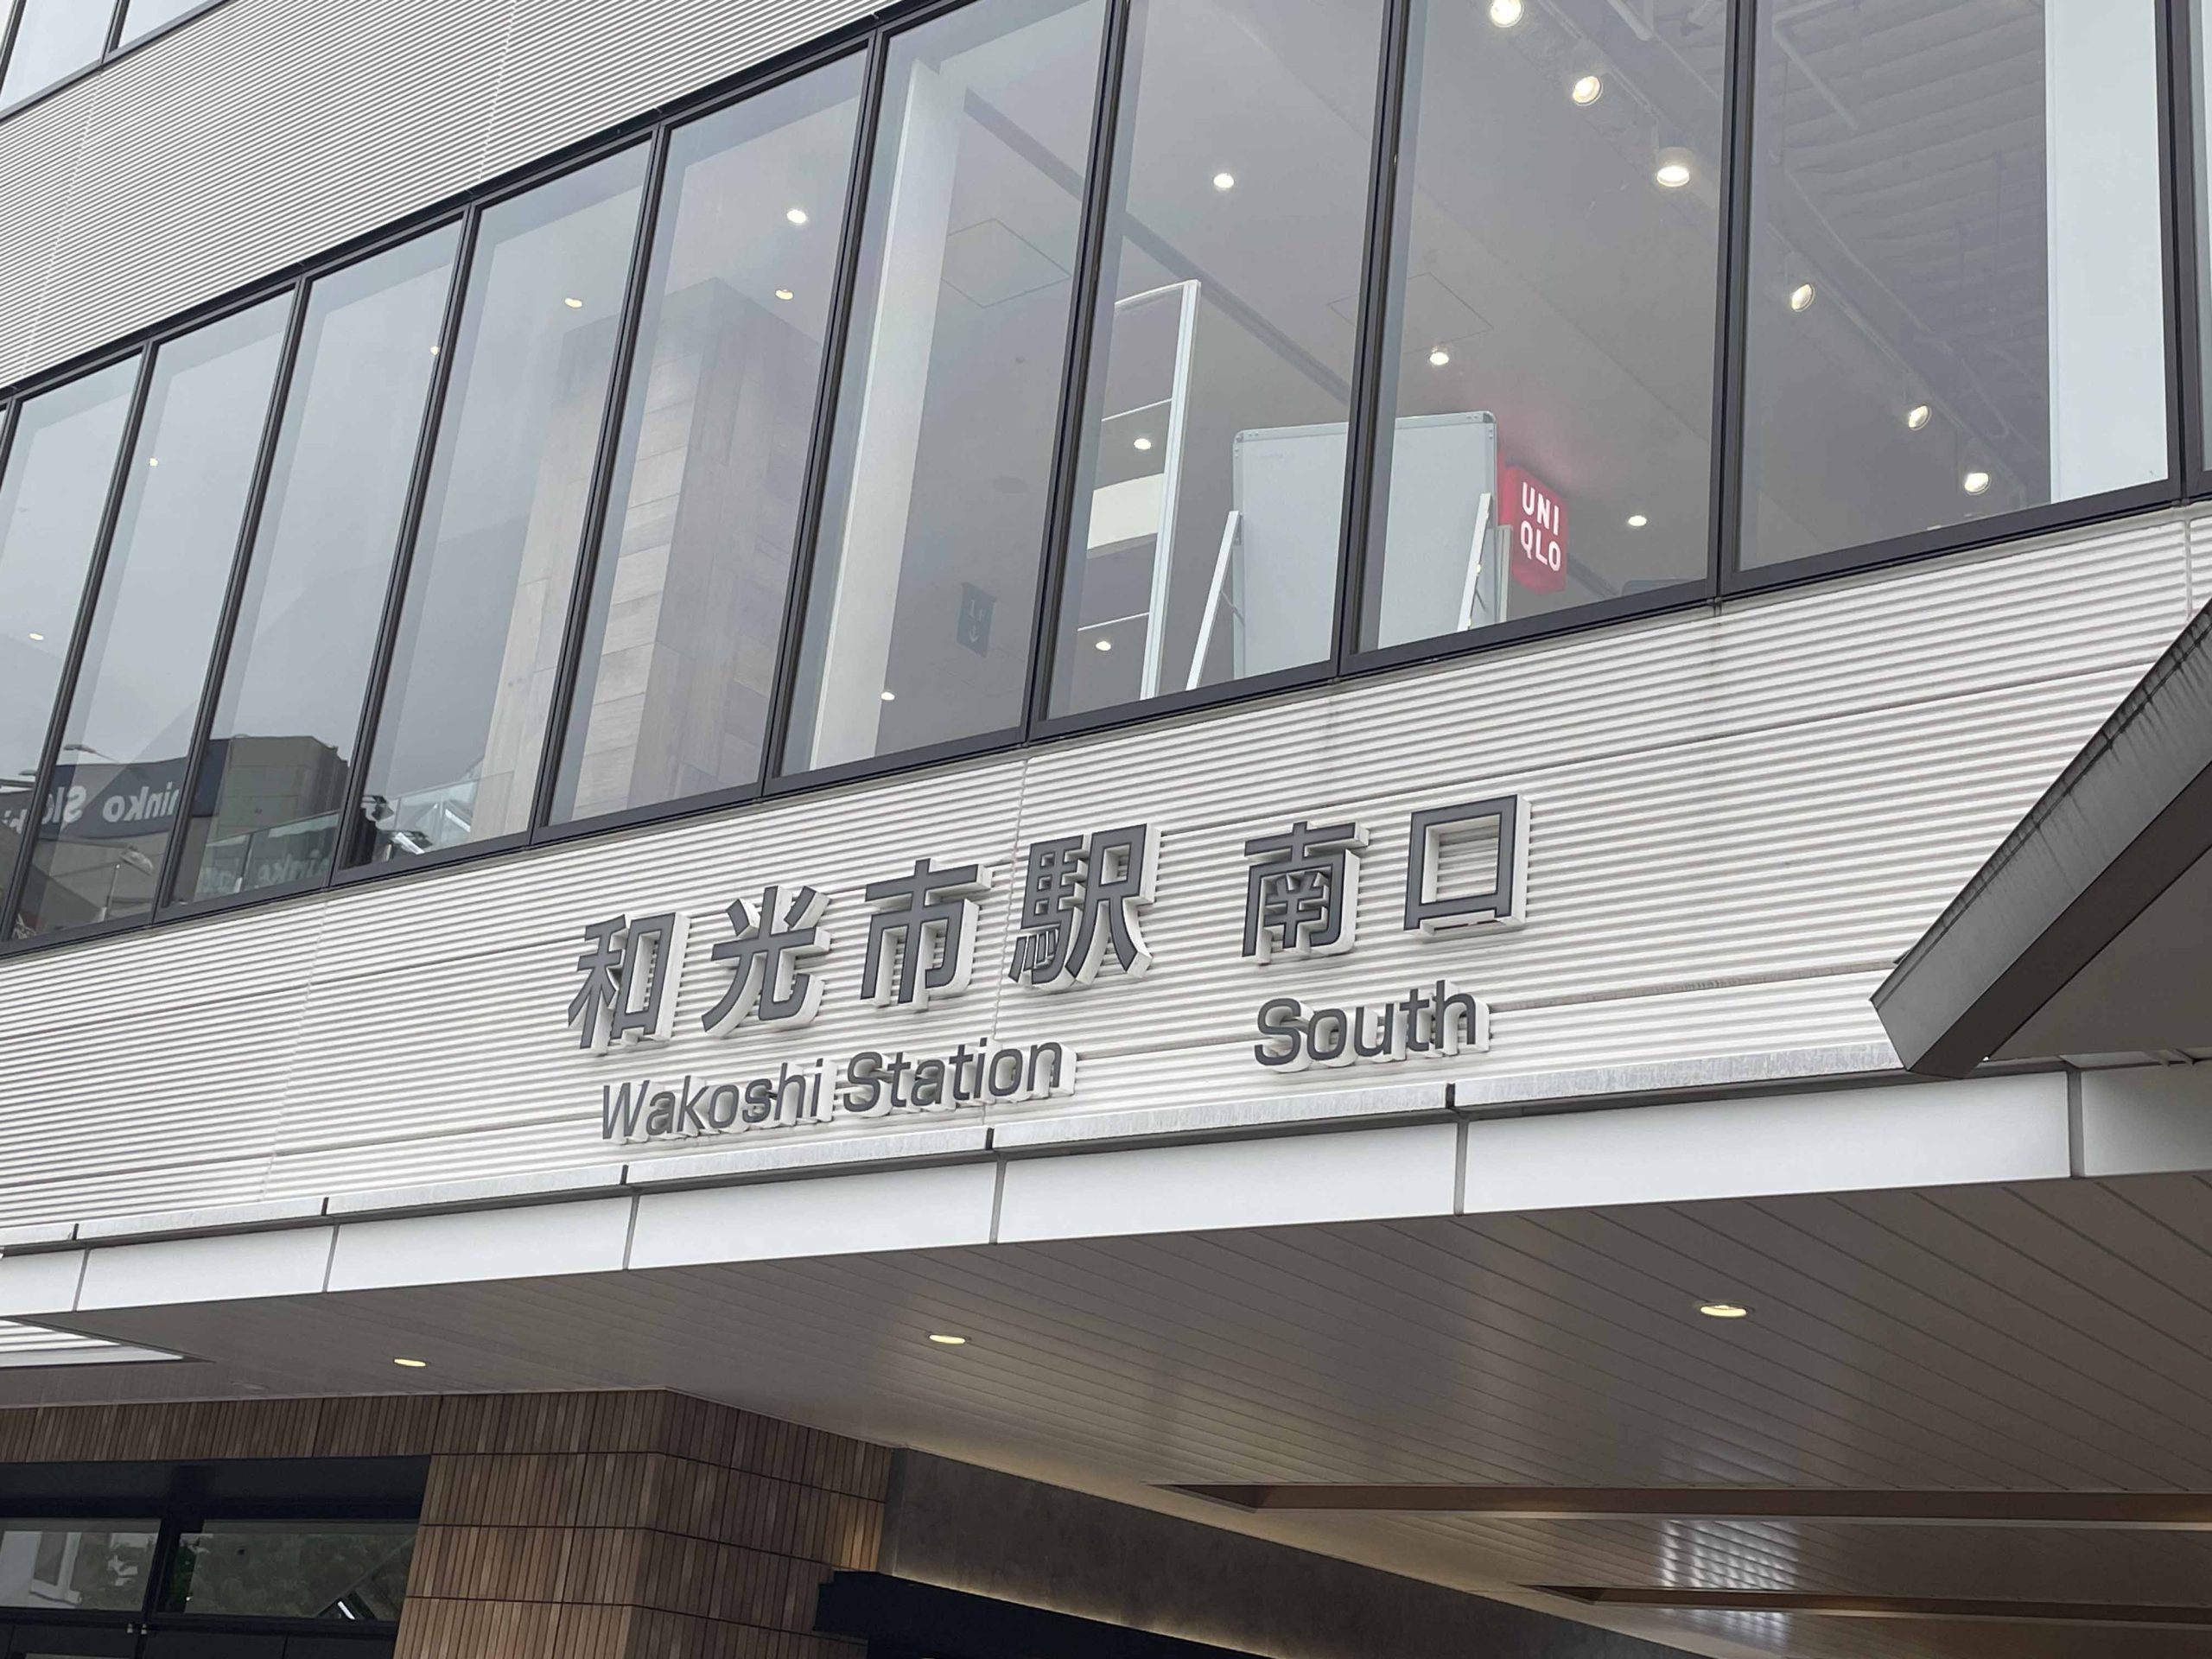 UNI
QLO
和光市駅 南口
Wakoshi Station South